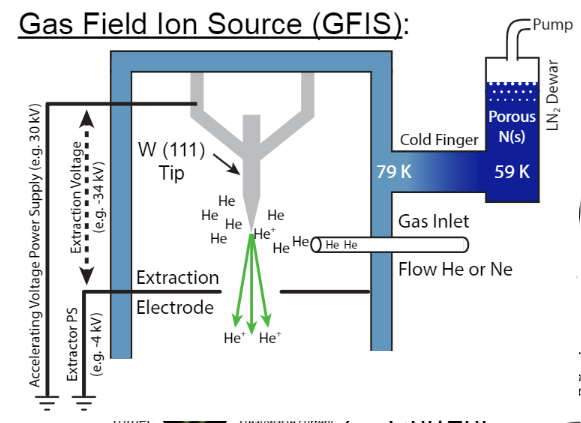 Gas Field Ion Source (GFIS):
Pump
LN₂ Dewar
Porous
N(s)
59 K
Cold Finger
79 K
W (111)
Tip
Accelerating Voltage Power Supply (e.g. 30 kV)
Extraction Voltage
(e.g. -34 kV)
He
He
He
He
He
He⁺
He
He
He He
Gas Inlet
Flow He or Ne
Extraction
Electrode
Extractor PS
(e.g. -4 kV)
He⁺
He⁺